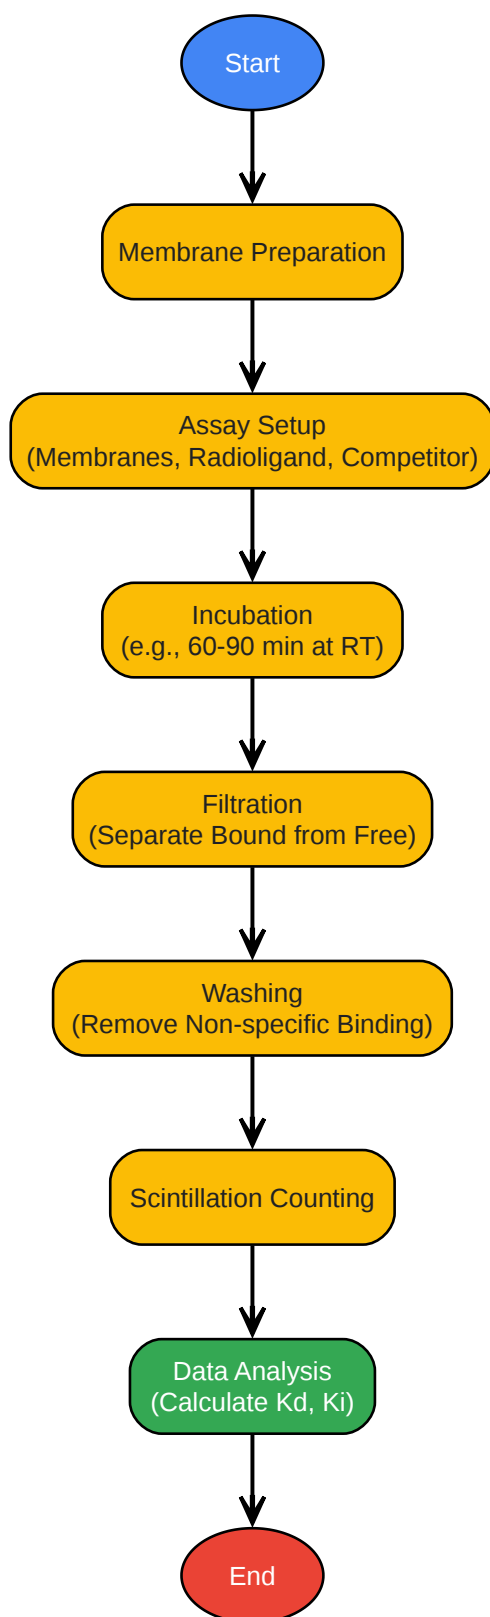 Start
Membrane Preparation
Assay Setup
(Membranes, Radioligand, Competitor)
Incubation
(e.g., 60-90 min at RT)
Filtration
(Separate Bound from Free)
Washing
(Remove Non-specific Binding)
Scintillation Counting
Data Analysis
(Calculate Kd, Ki)
End